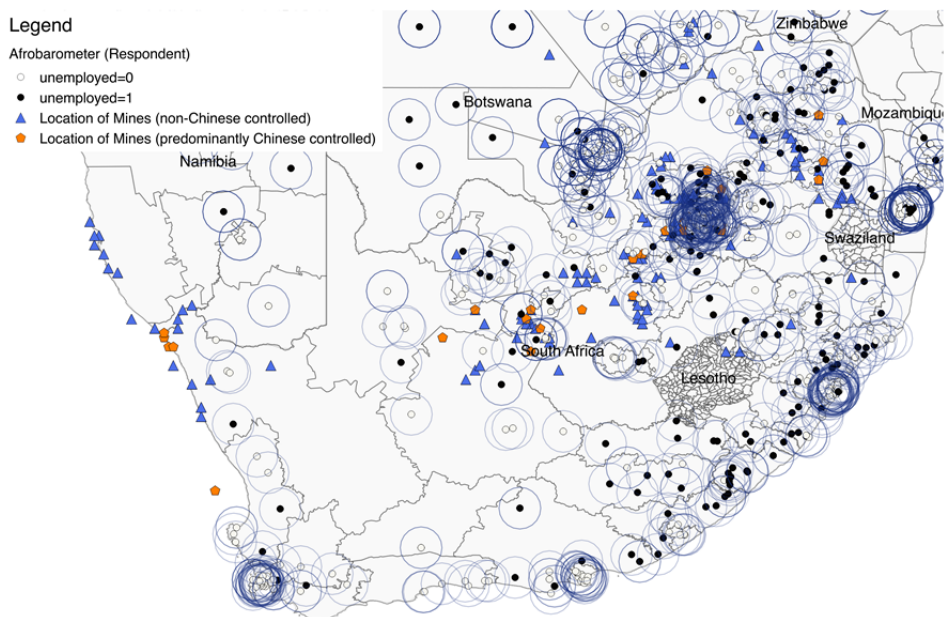 Legend
Afrobarometer (Respondent)
unemployed=0
unemployed=1
Location of Mines (non-Chinese controlled)
Location of Mines (predominantly Chinese controlled)
Zimbabwe
Botswana
Mozambique
Namibia
Swaziland
South Africa
Lesotho